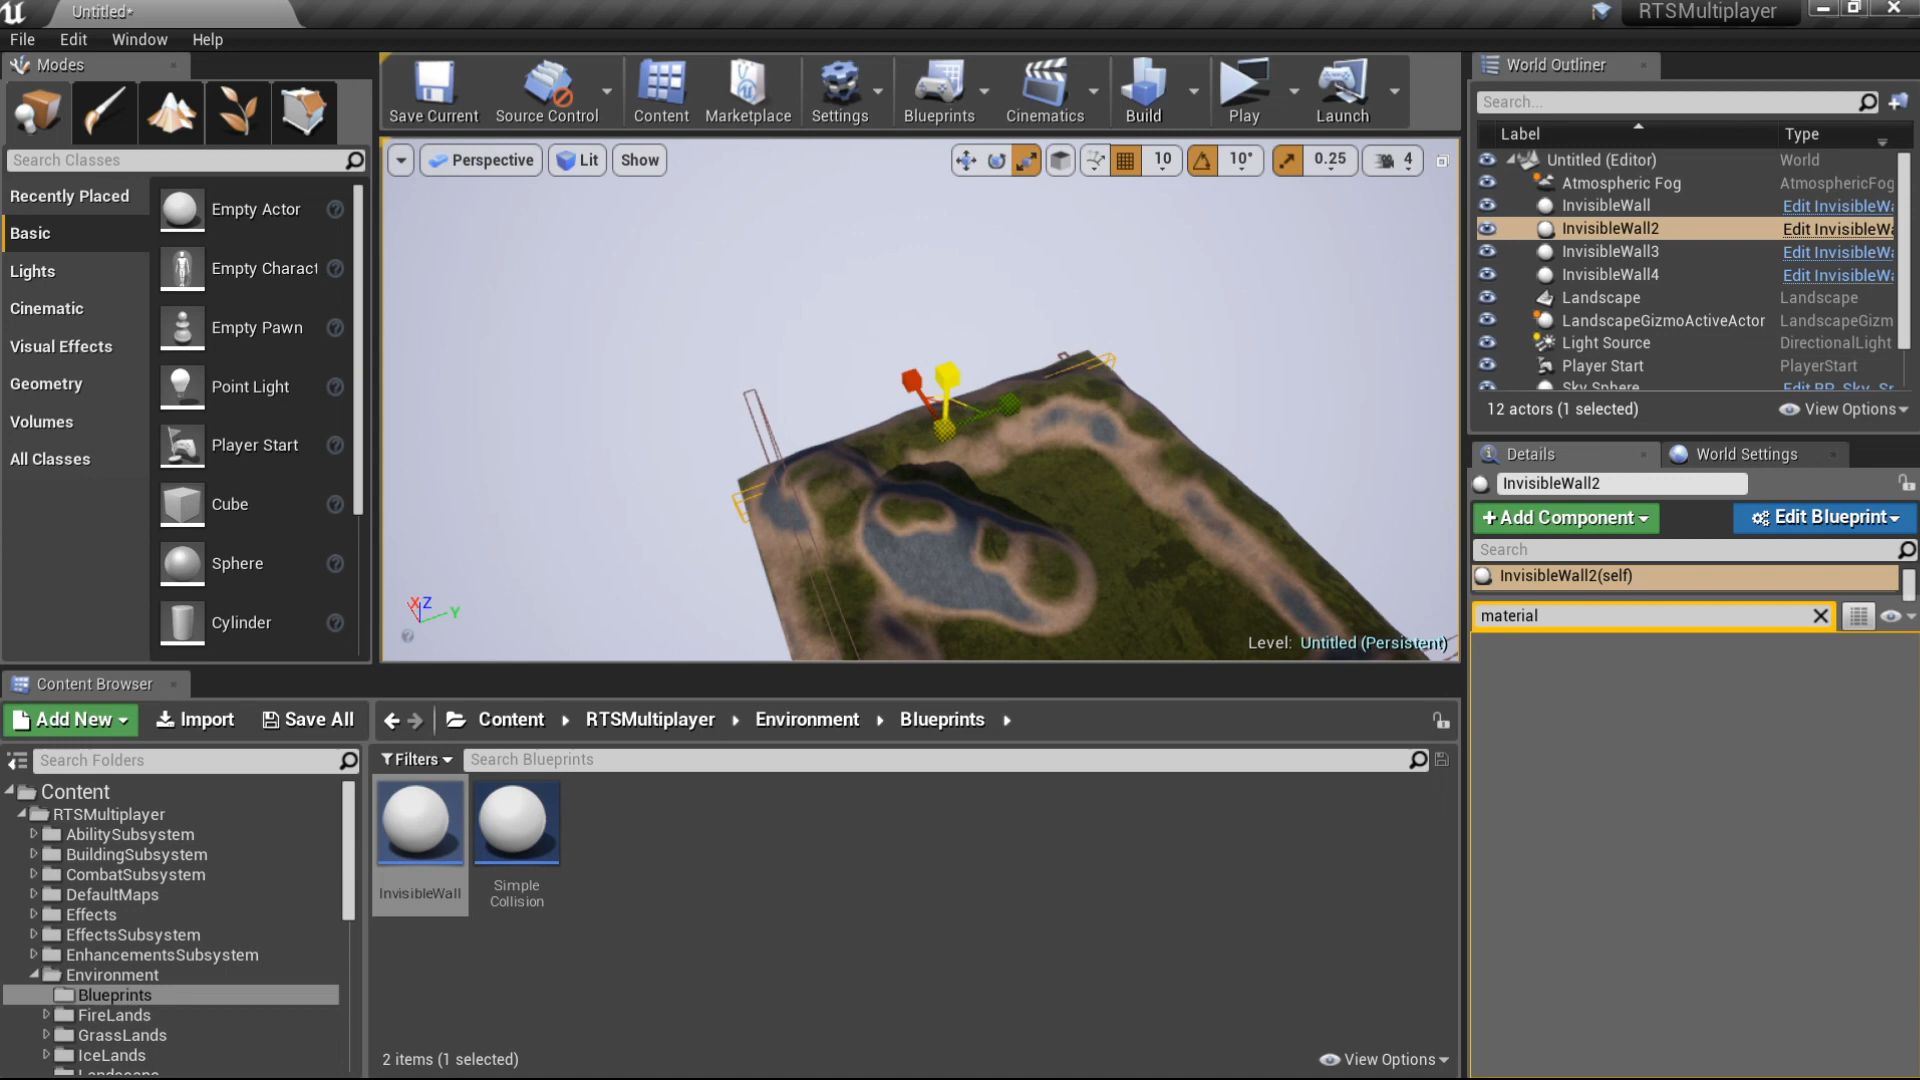 Untitled*
RTSMultiplayer
File Edit Window Help
Modes
Search Classes
Recently Placed
Basic
Lights
Cinematic
Visual Effects
Geometry
Volumes
All Classes
Empty Actor
Empty Charact
Empty Pawn
Point Light
Player Start
Cube
Sphere
Cylinder
Save Current Source Control Content Marketplace Settings Blueprints Cinematics Build Play Launch
Perspective Lit Show 10 10° 0.25 4
X Z Y
Level: Untitled (Persistent)
World Outliner
Search...
Label Type
Untitled (Editor) World
Atmospheric Fog AtmosphericFog
InvisibleWall Edit InvisibleWa
InvisibleWall2 Edit InvisibleWa
InvisibleWall3 Edit InvisibleWa
InvisibleWall4 Edit InvisibleWa
Landscape Landscape
LandscapeGizmoActiveActor LandscapeGizm
Light Source DirectionalLight
Player Start PlayerStart
Sky Sphere Edit BP_Sky_Sp
12 actors (1 selected) View Options
Details World Settings
InvisibleWall2
+Add Component Edit Blueprint
Search
InvisibleWall2(self)
material
Content Browser
Add New Import Save All
Content RTSMultiplayer Environment Blueprints
Search Folders
Filters Search Blueprints
Content
RTSMultiplayer
AbilitySubsystem
BuildingSubsystem
CombatSubsystem
DefaultMaps
Effects
EffectsSubsystem
EnhancementsSubsystem
Environment
Blueprints
FireLands
GrassLands
IceLands
Landscape
InvisibleWall
Simple
Collision
2 items (1 selected) View Options